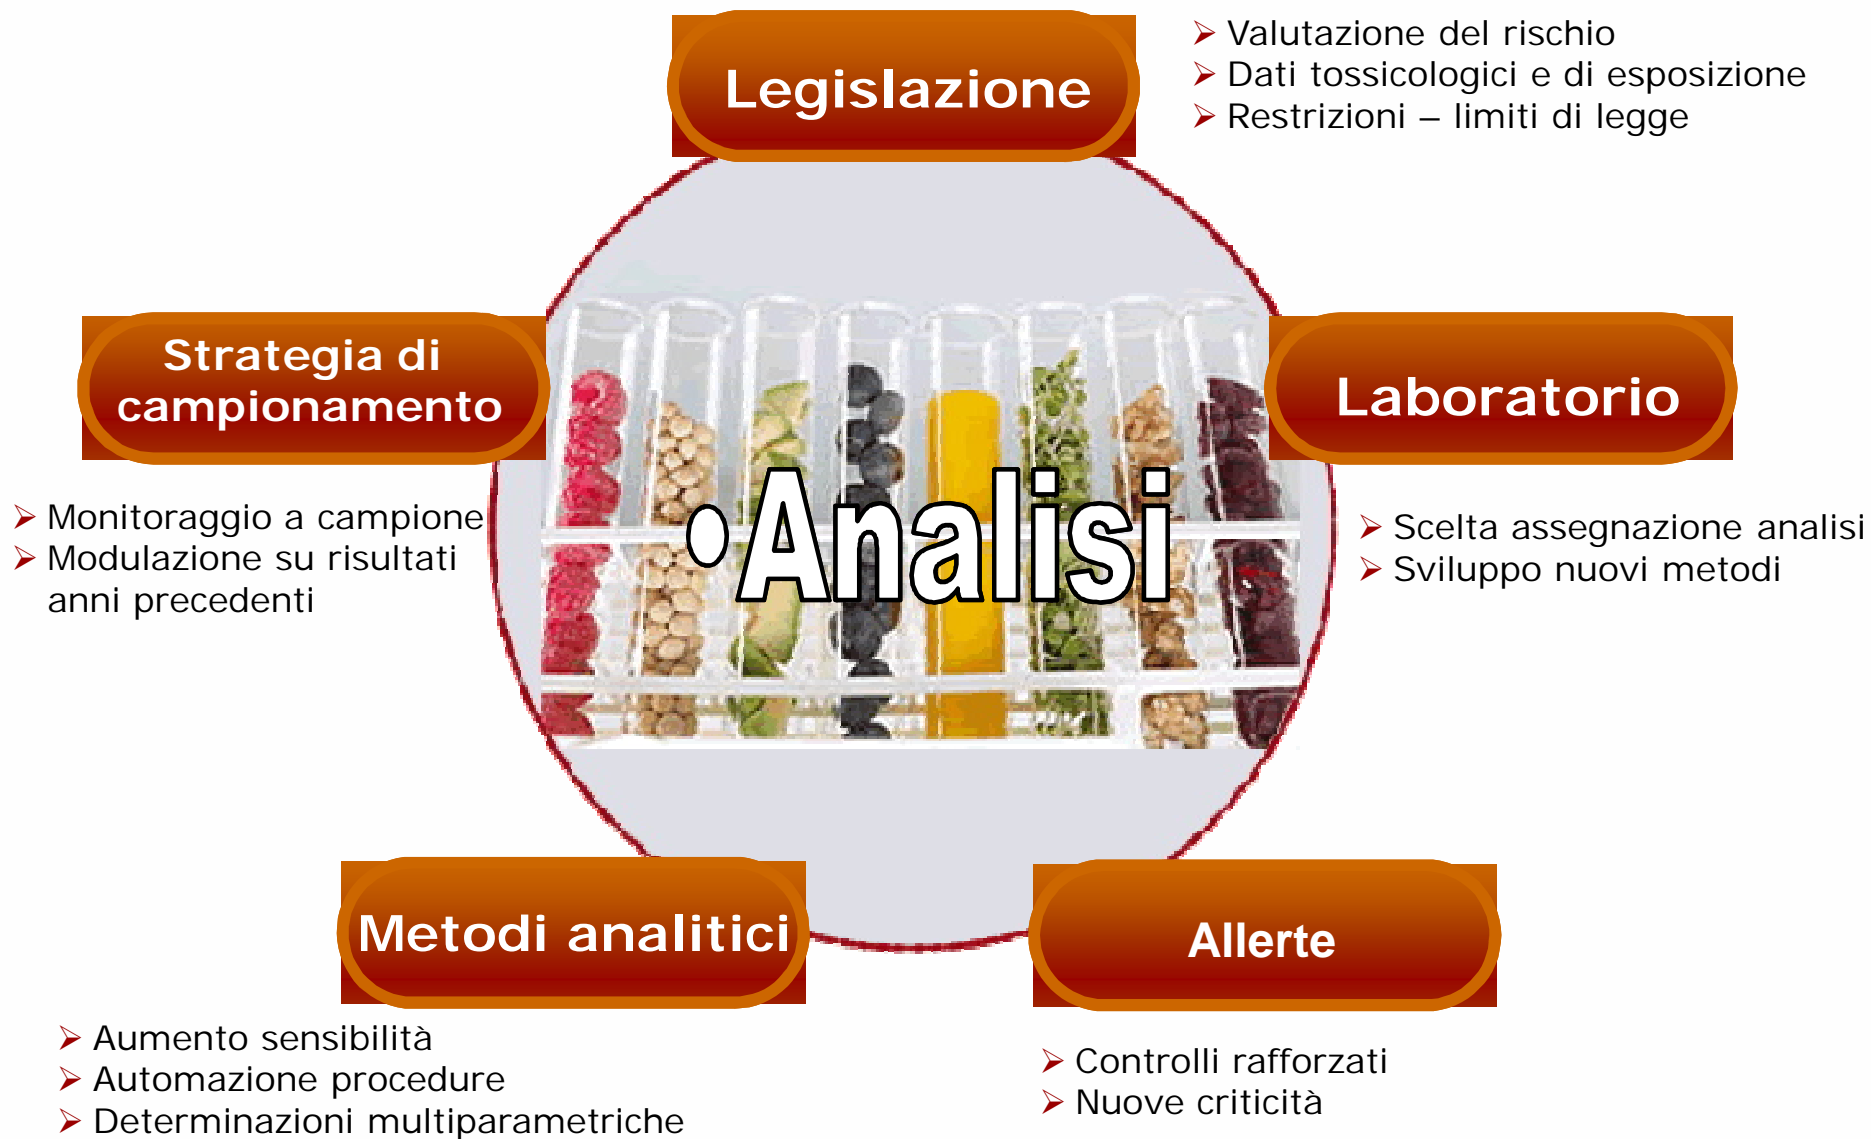 Legislazione
➢ Valutazione del rischio
➢ Dati tossicologici e di esposizione
➢ Restrizioni – limiti di legge
Strategia di
campionamento
➢ Monitoraggio a campione
➢ Modulazione su risultati
anni precedenti
•Analisi
Laboratorio
➢ Scelta assegnazione analisi
➢ Sviluppo nuovi metodi
Metodi analitici
➢ Aumento sensibilità
➢ Automazione procedure
➢ Determinazioni multiparametriche
Allerte
➢ Controlli rafforzati
➢ Nuove criticità